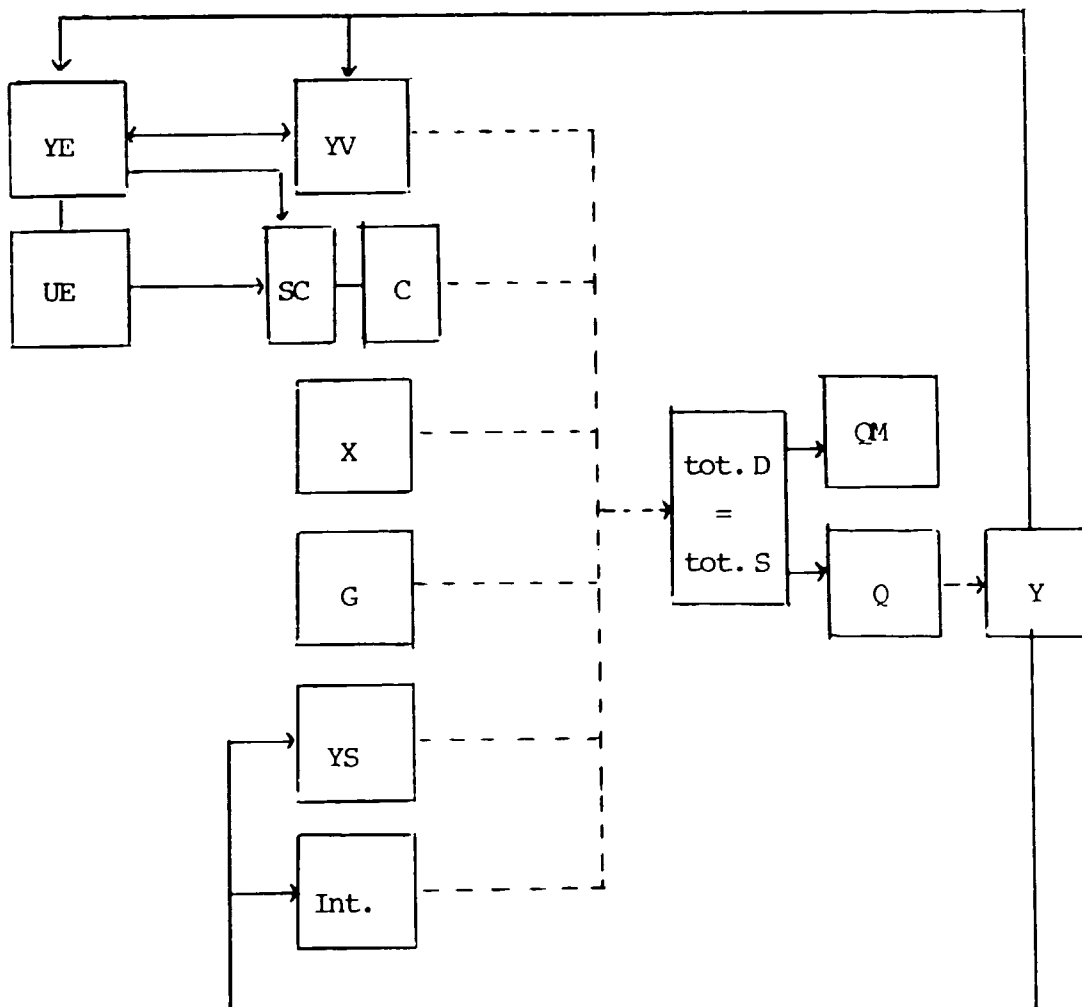 YE
YV
UE
SC
C
X
QM
tot. D
=
tot. S
G
Q
Y
YS
Int.